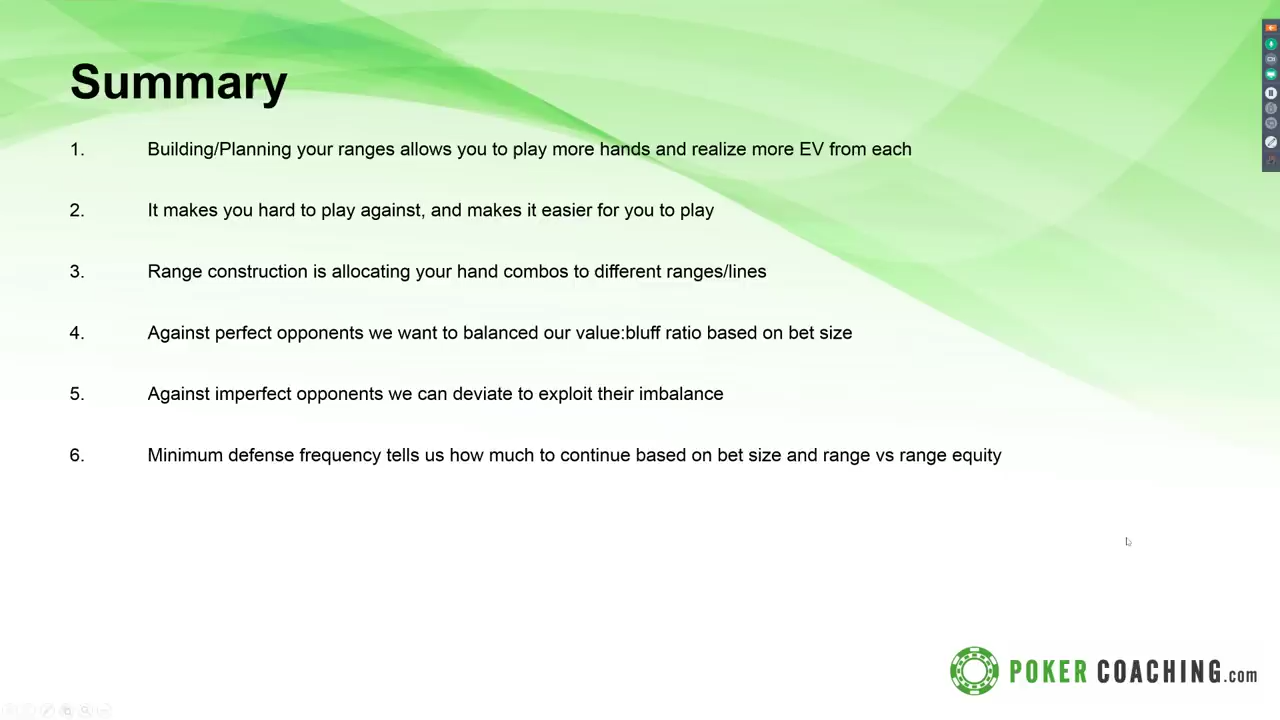 Summary
1. Building/Planning your ranges allows you to play more hands and realize more EV from each
2. It makes you hard to play against, and makes it easier for you to play
3. Range construction is allocating your hand combos to different ranges/lines
4. Against perfect opponents we want to balanced our value:bluff ratio based on bet size
5. Against imperfect opponents we can deviate to exploit their imbalance
6. Minimum defense frequency tells us how much to continue based on bet size and range vs range equity
POKER COACHING.com